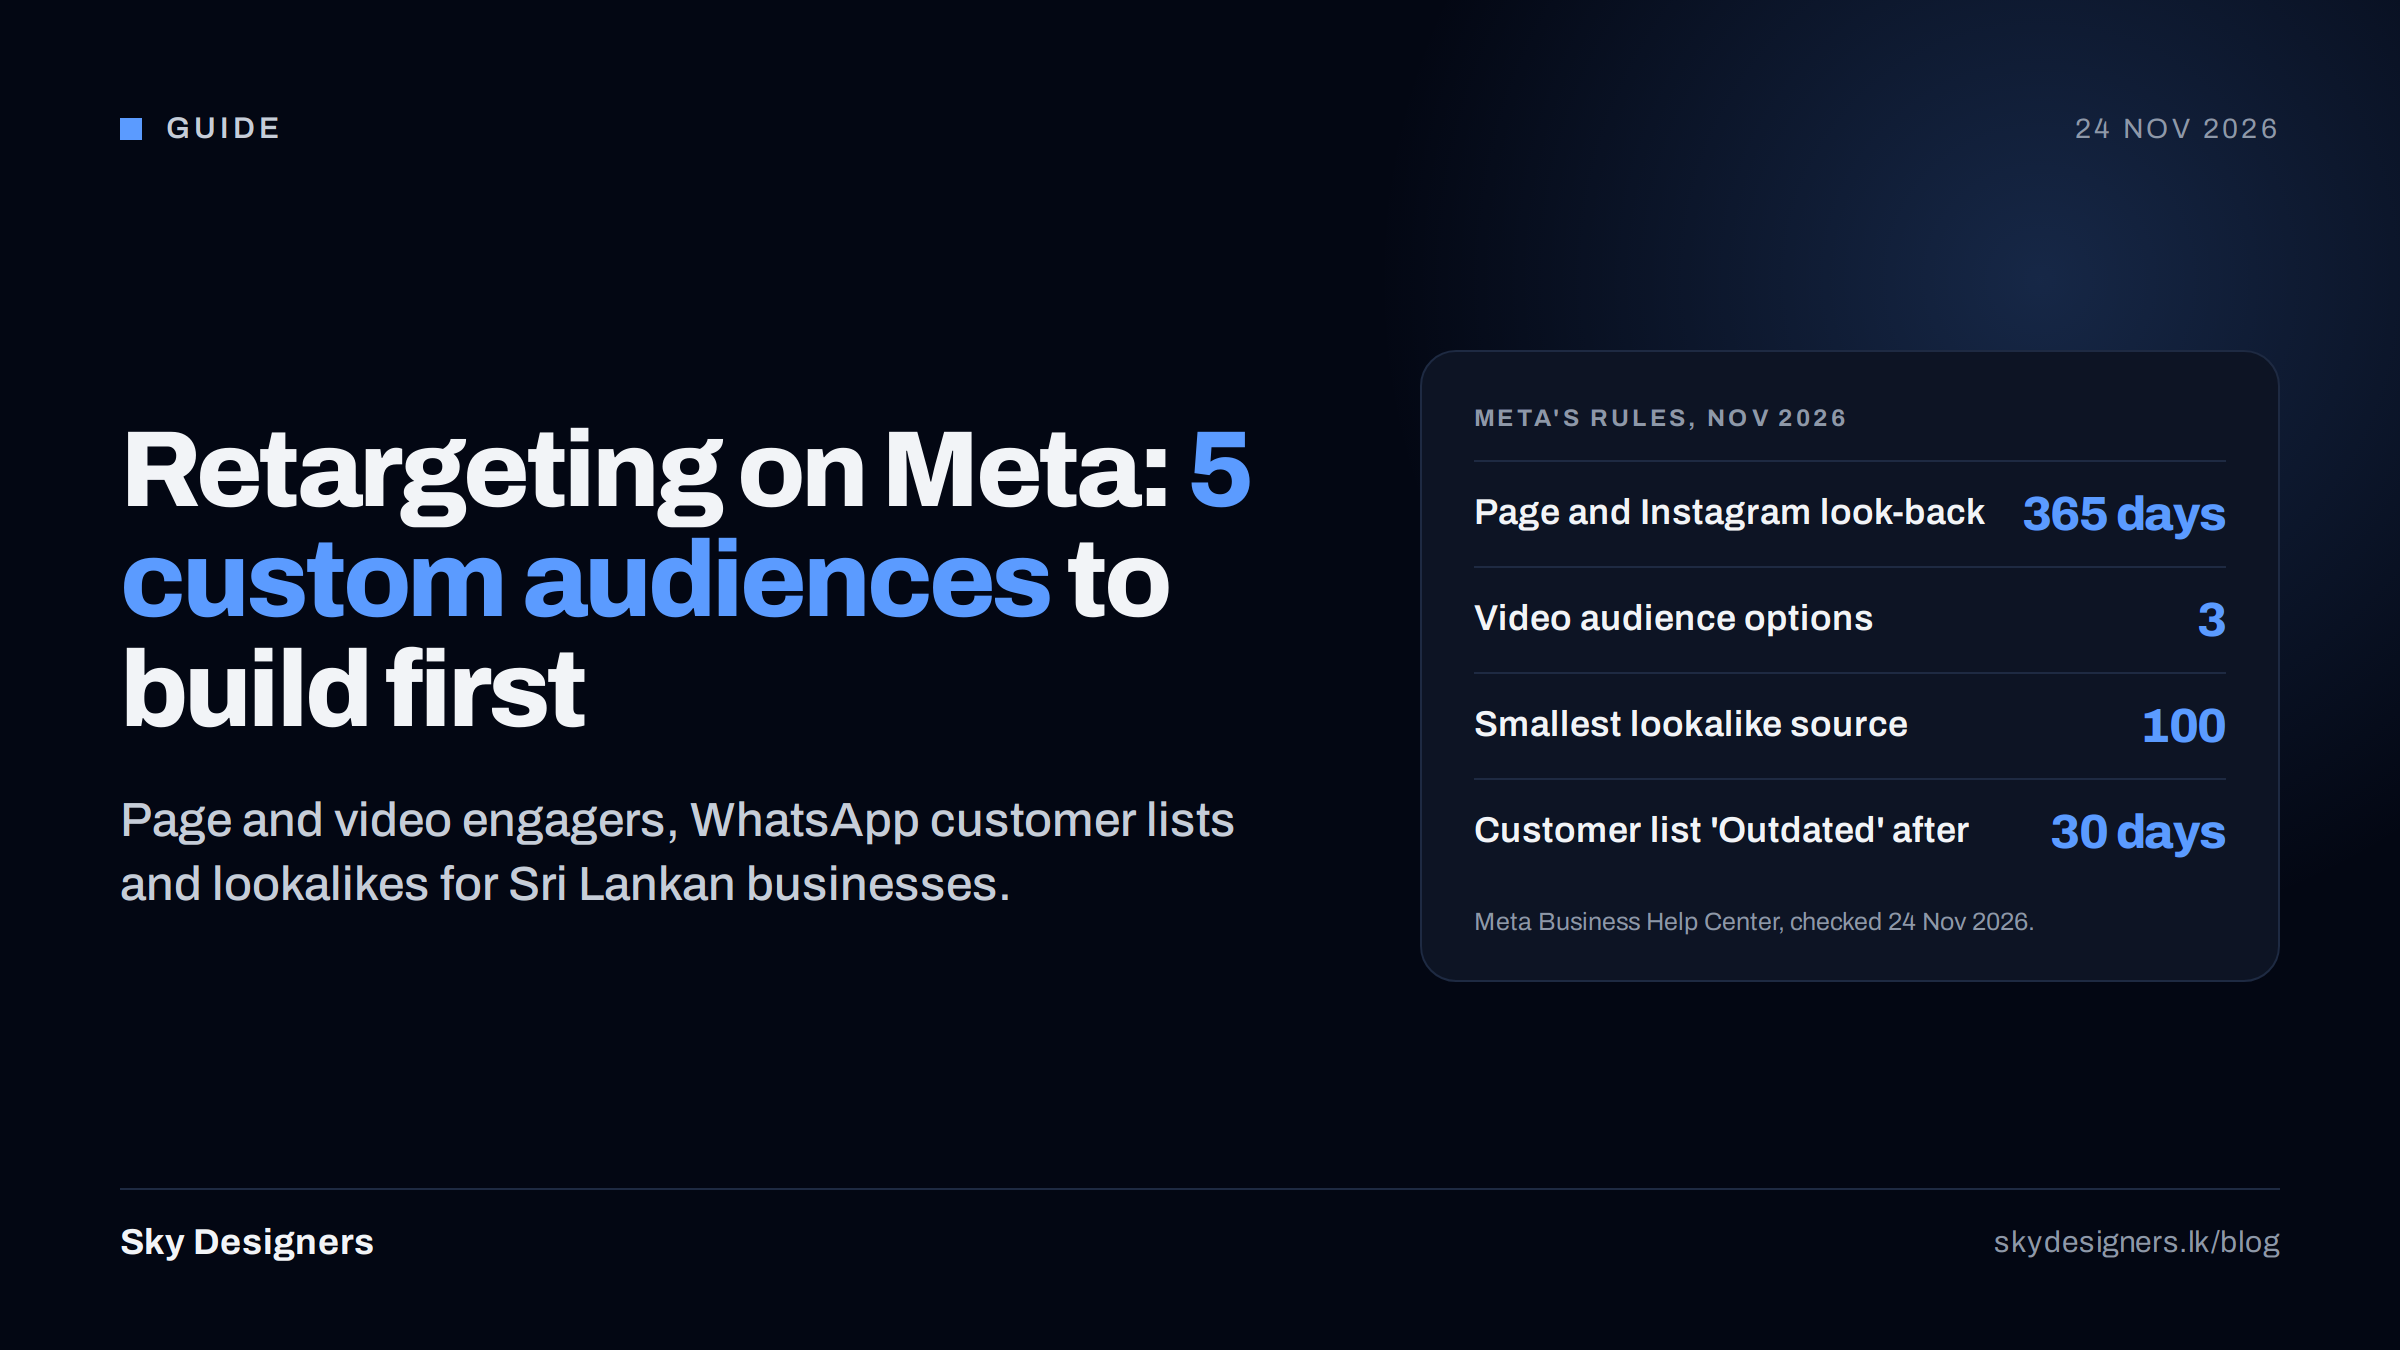 GUIDE
24 NOV 2026
Retargeting on Meta: 5
custom audiences to
build first
Page and video engagers, WhatsApp customer lists
and lookalikes for Sri Lankan businesses.
META'S RULES, NOV 2026
Page and Instagram look-back 365 days
Video audience options 3
Smallest lookalike source 100
Customer list 'Outdated' after 30 days
Meta Business Help Center, checked 24 Nov 2026.
Sky Designers
skydesigners.lk/blog